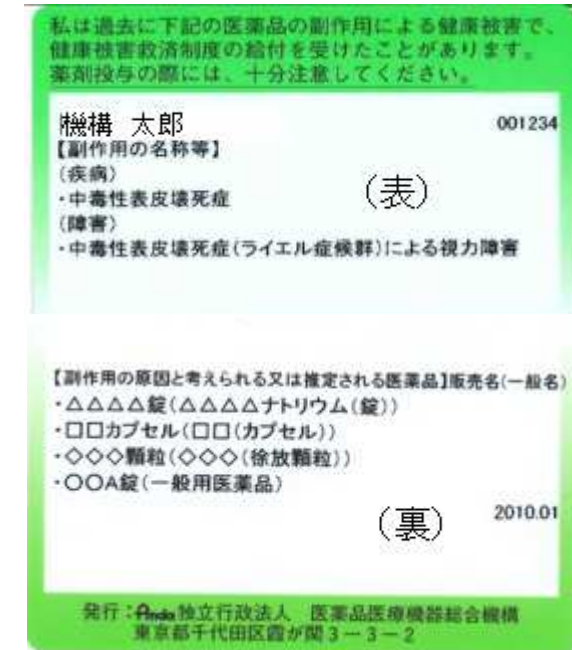 私は過去に下記の医薬品の副作用による健康被害で、
健康被害救済制度の給付を受けたことがあります。
薬剤投与の際には、十分注意してください。
機構 太郎 001234
【副作用の名称等】
(疾病)
・中毒性表皮壊死症
(表)
(障害)
・中毒性表皮壊死症(ライエル症候群)による視力障害
【副作用の原因と考えられる又は推定される医薬品】販売名(一般名)
・△△△△錠(△△△△ナトリウム(錠))
・□□カプセル(□□(カプセル))
・◇◇◇顆粒(◇◇◇(徐放顆粒))
・〇〇A錠(一般用医薬品)
(裏) 2010.01
発行:Pmda独立行政法人 医薬品医療機器総合機構
東京都千代田区霞が関3-3-2